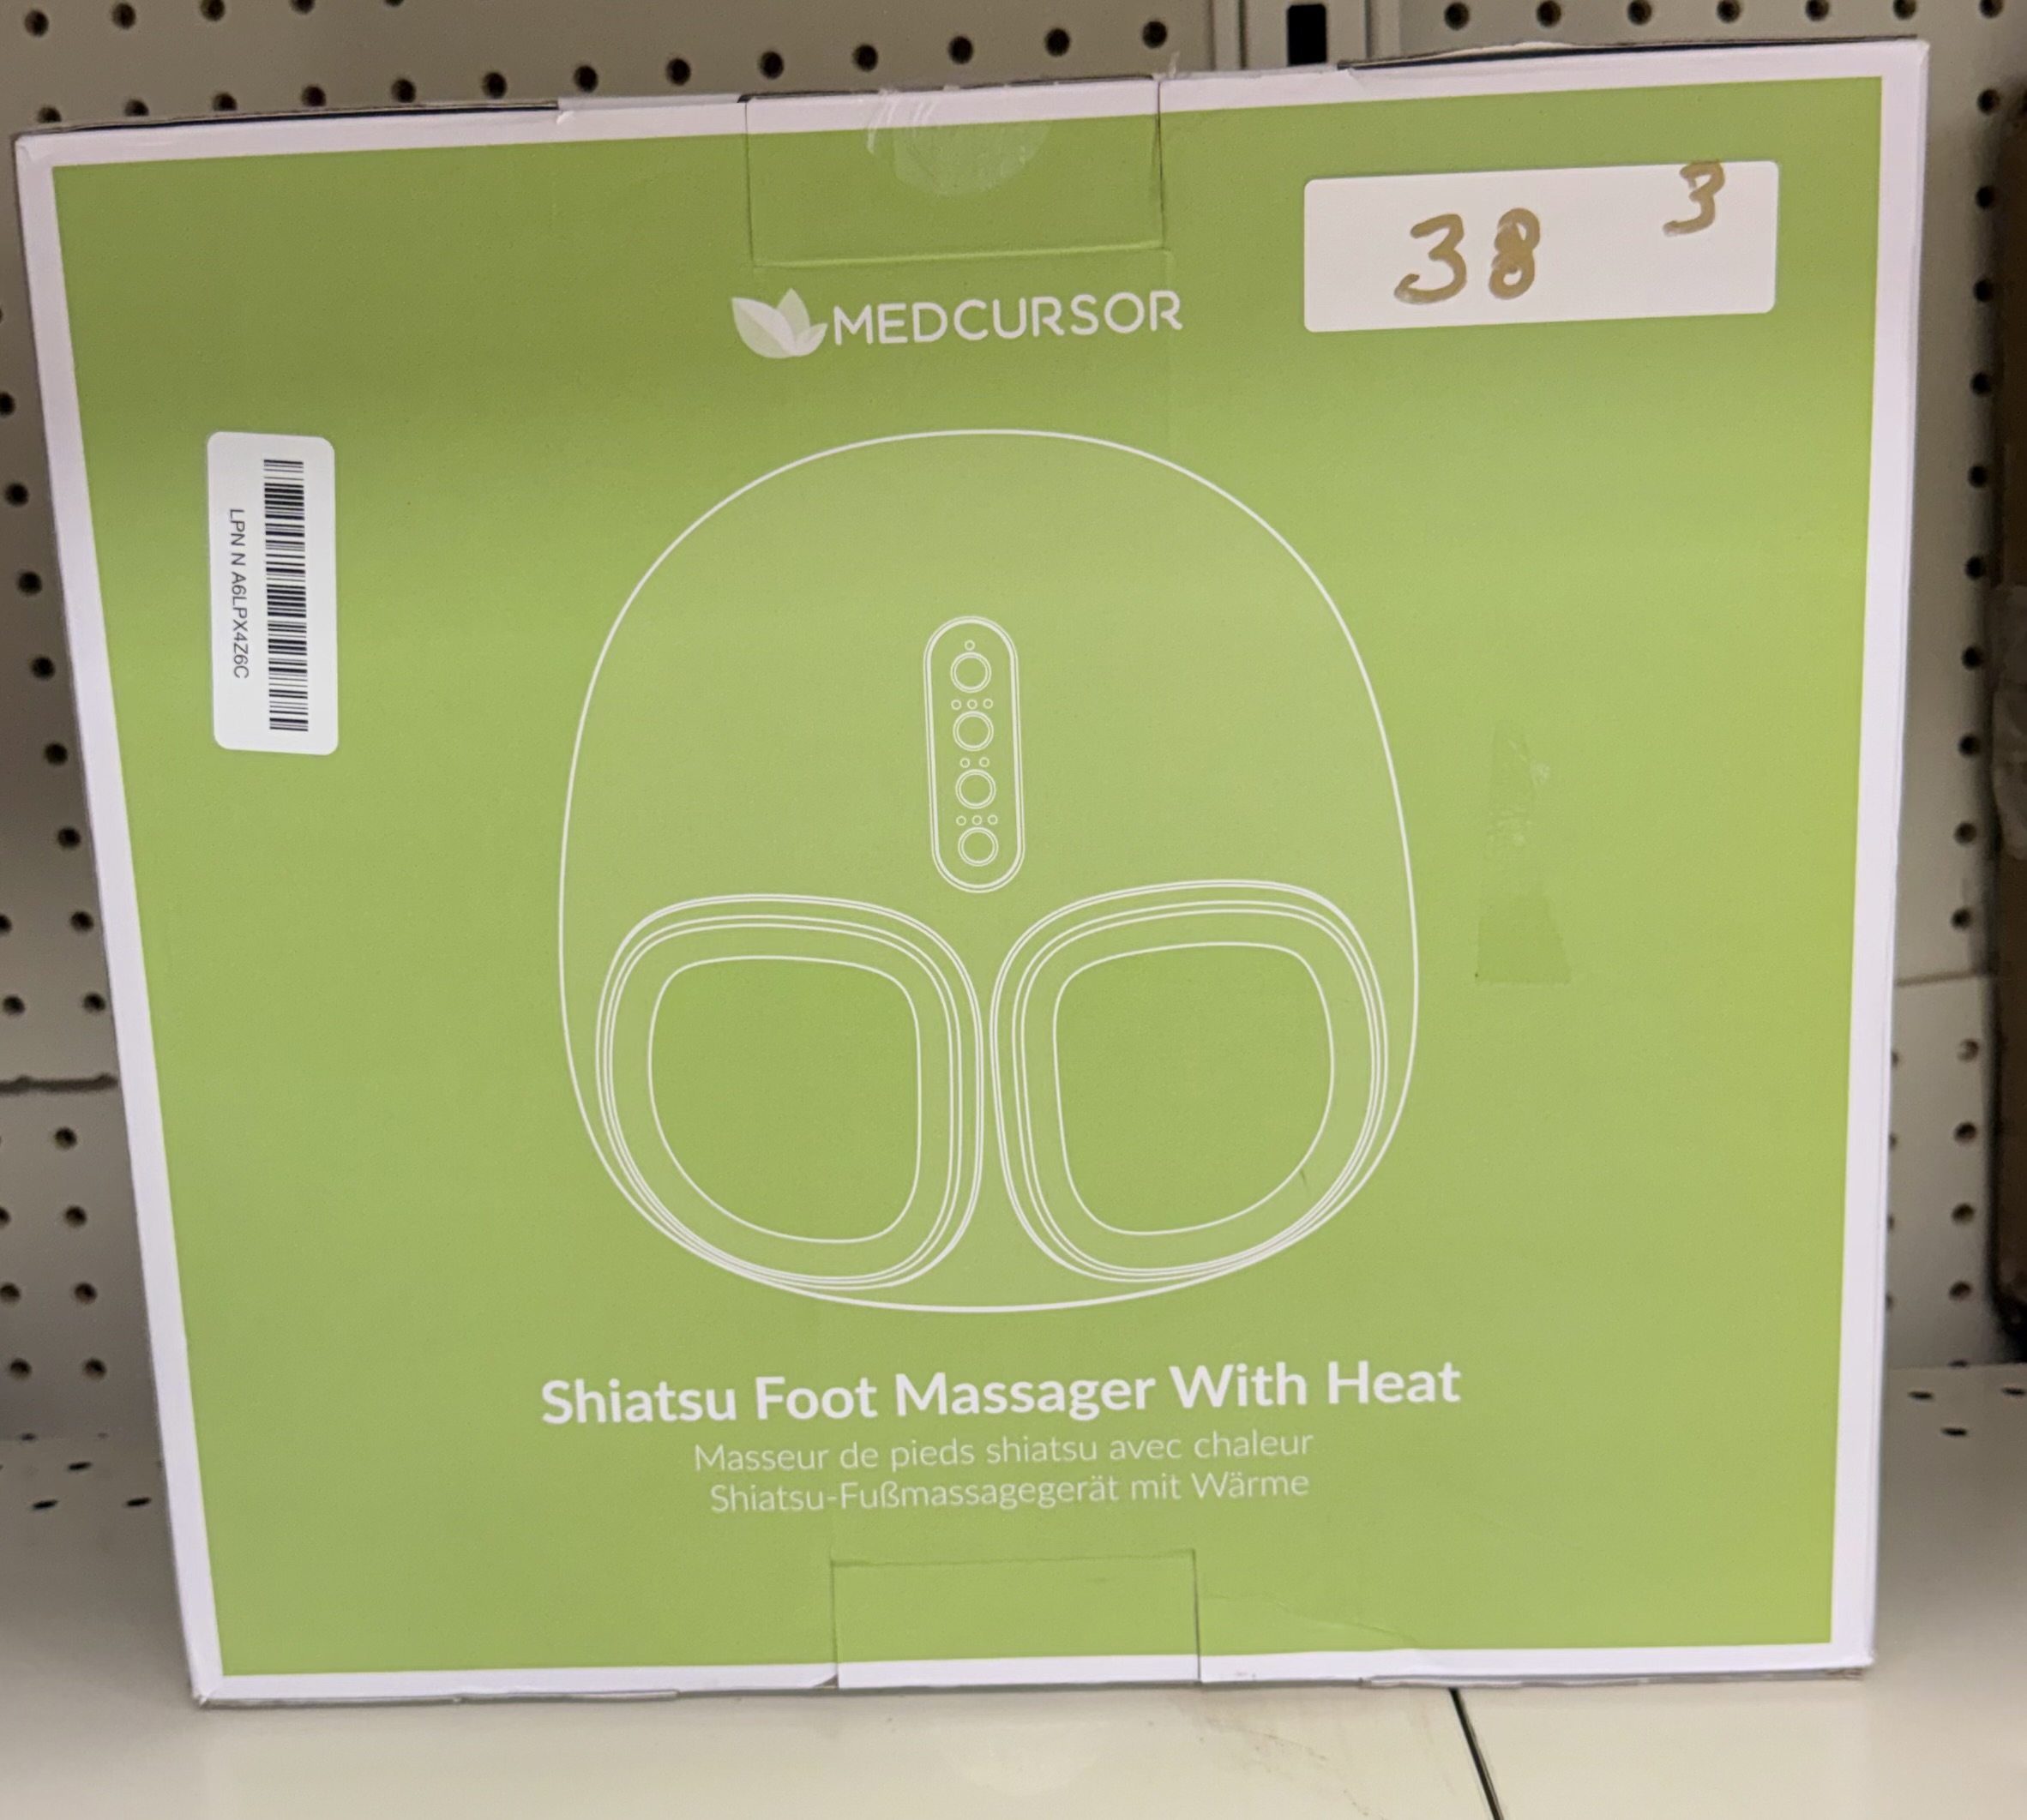 38 3
MEDCURSOR
LPN N A6LPX4Z6C
Shiatsu Foot Massager With Heat
Masseur de pieds shiatsu avec chaleur
Shiatsu-Fußmassagegerät mit Wärme